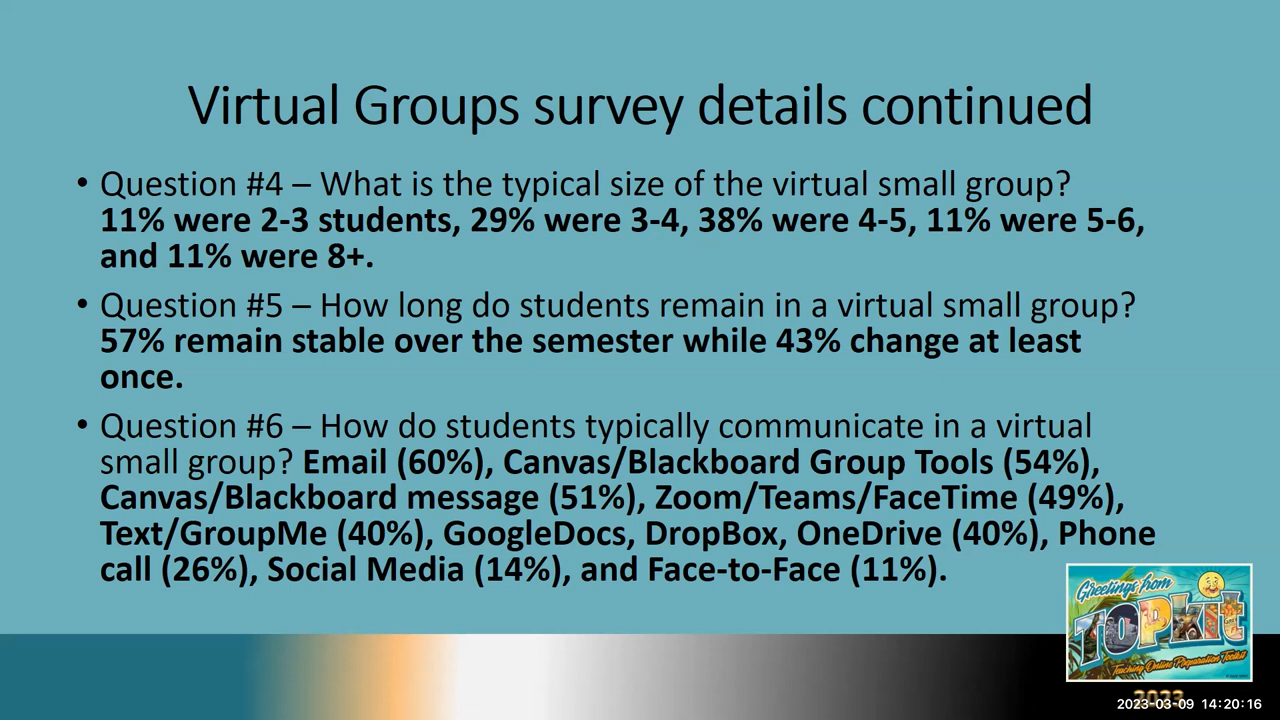 Virtual Groups survey details continued
• Question #4 – What is the typical size of the virtual small group?
11% were 2-3 students, 29% were 3-4, 38% were 4-5, 11% were 5-6,
and 11% were 8+.
• Question #5 – How long do students remain in a virtual small group?
57% remain stable over the semester while 43% change at least
once.
• Question #6 – How do students typically communicate in a virtual
small group? Email (60%), Canvas/Blackboard Group Tools (54%),
Canvas/Blackboard message (51%), Zoom/Teams/FaceTime (49%),
Text/GroupMe (40%), GoogleDocs, DropBox, OneDrive (40%), Phone
call (26%), Social Media (14%), and Face-to-Face (11%).
Greetings from
TOPkit
Teaching Online Preparation Toolkit
2023
2023-03-09 14:20:16